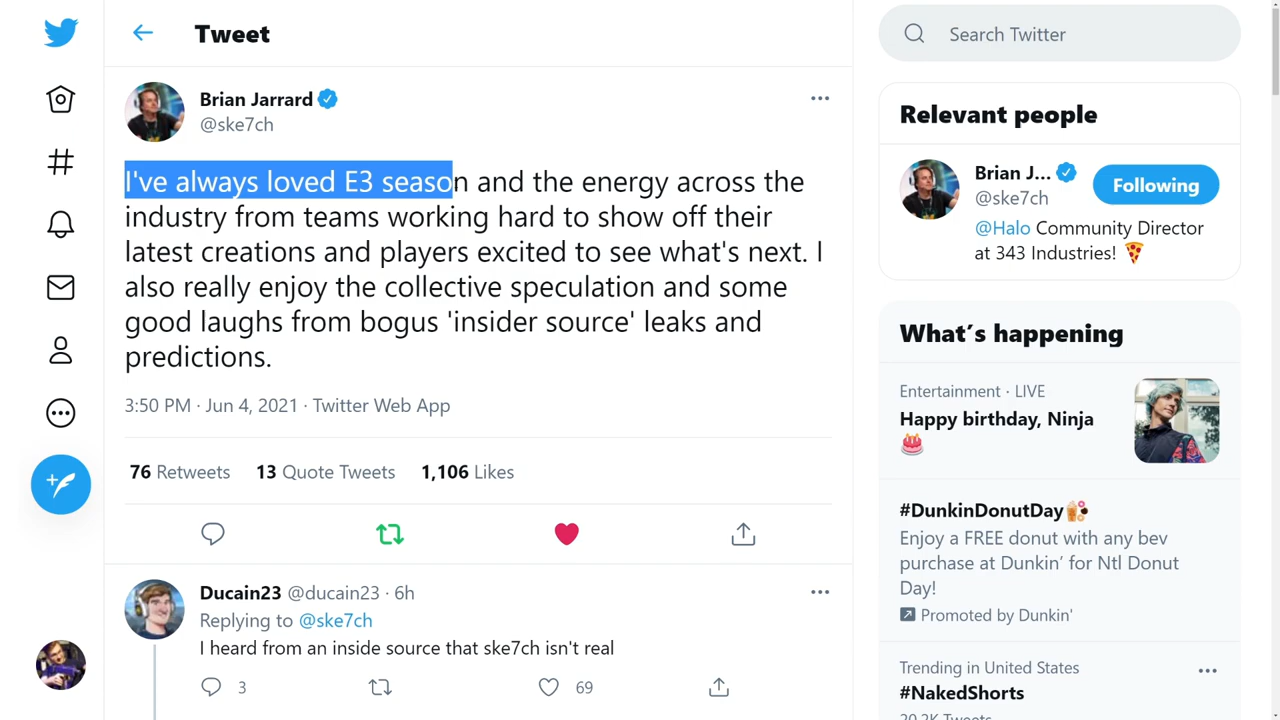 Tweet
Search Twitter
Brian Jarrard
@ske7ch
I've always loved E3 season and the energy across the
industry from teams working hard to show off their
latest creations and players excited to see what's next. I
also really enjoy the collective speculation and some
good laughs from bogus 'insider source' leaks and
predictions.
3:50 PM · Jun 4, 2021 · Twitter Web App
76 Retweets 13 Quote Tweets 1,106 Likes
Ducain23 @ducain23 · 6h
Replying to @ske7ch
I heard from an inside source that ske7ch isn't real
3 69
Relevant people
Brian J...
@ske7ch
Following
@Halo Community Director
at 343 Industries!
What's happening
Entertainment · LIVE
Happy birthday, Ninja
#DunkinDonutDay
Enjoy a FREE donut with any bev
purchase at Dunkin' for Ntl Donut
Day!
Promoted by Dunkin'
Trending in United States
#NakedShorts
20.2K Tweets